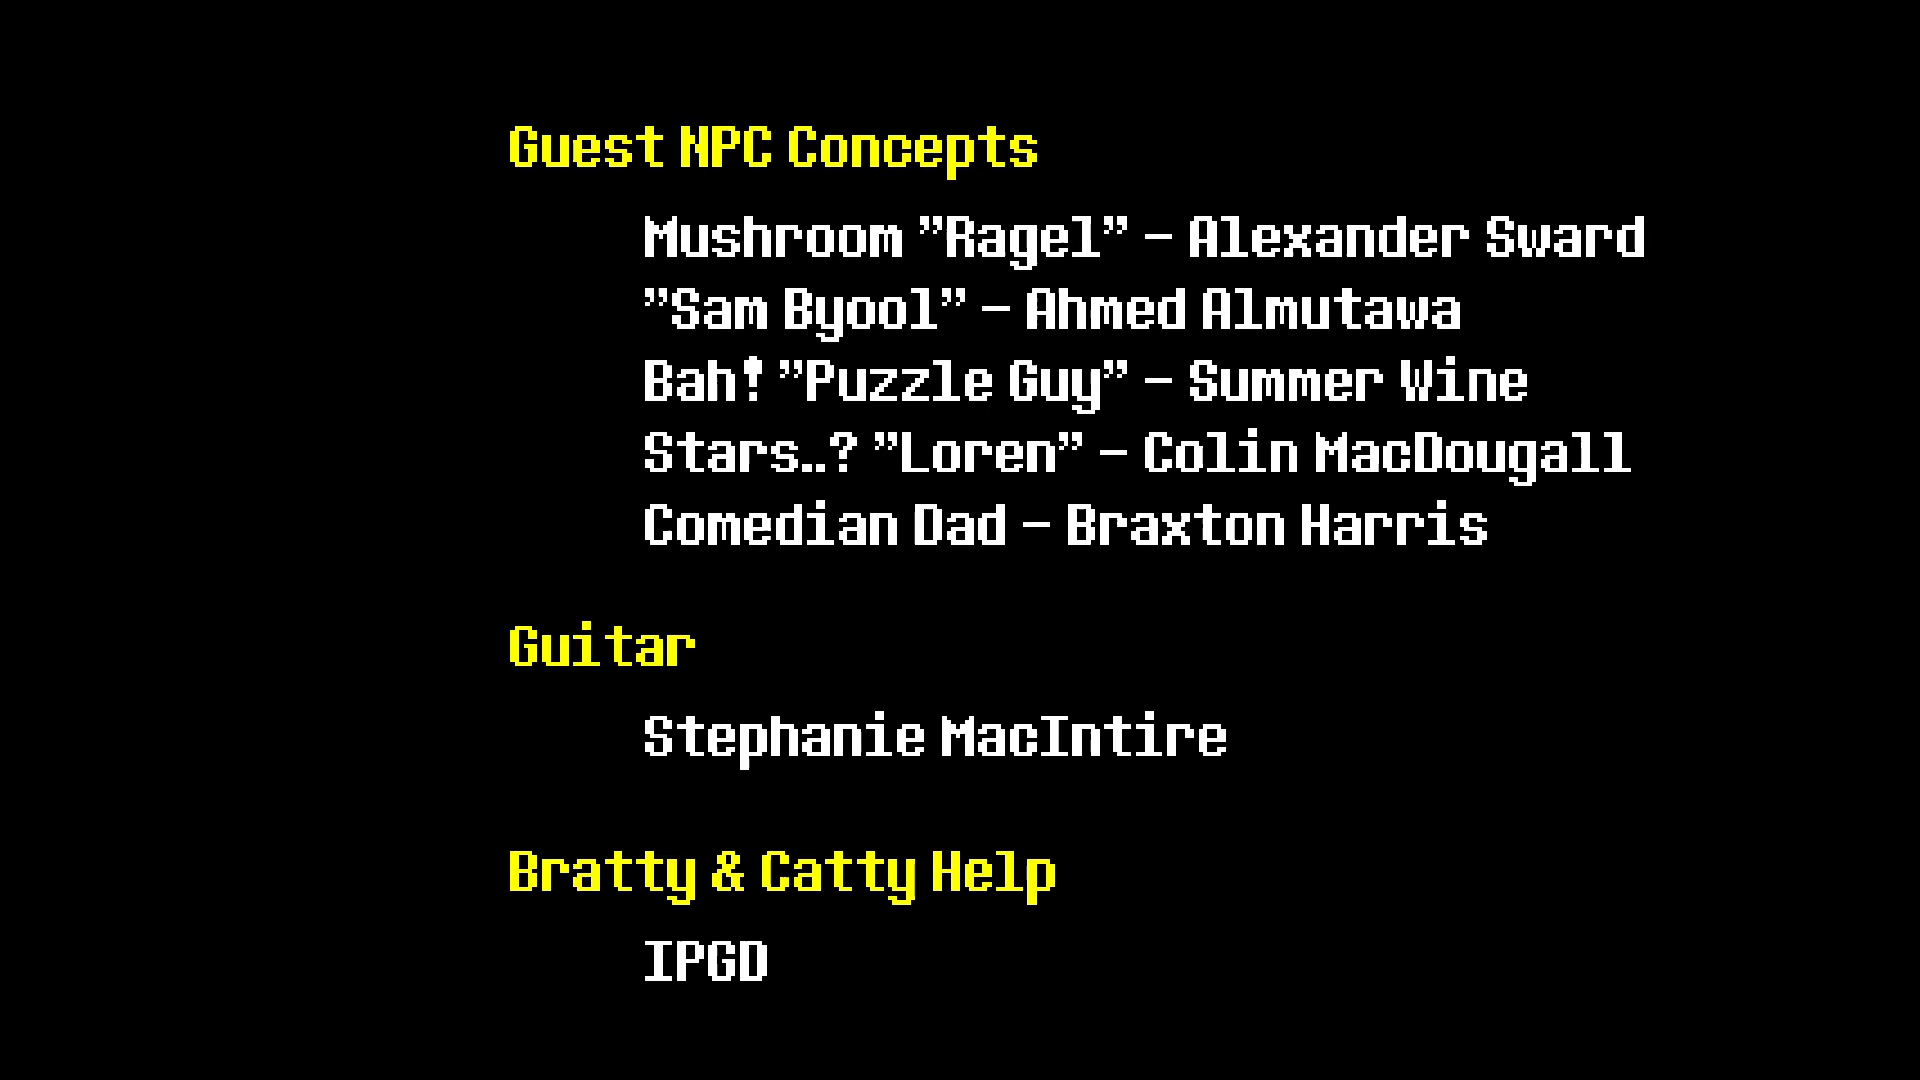 Guest NPC Concepts
Mushroom "Ragel" - Alexander Sward
"Sam Byool" - Ahmed Almutawa
Bah! "Puzzle Guy" - Summer Wine
Stars..? "Loren" - Colin MacDougall
Comedian Dad - Braxton Harris
Guitar
Stephanie MacIntire
Bratty & Catty Help
IPGD